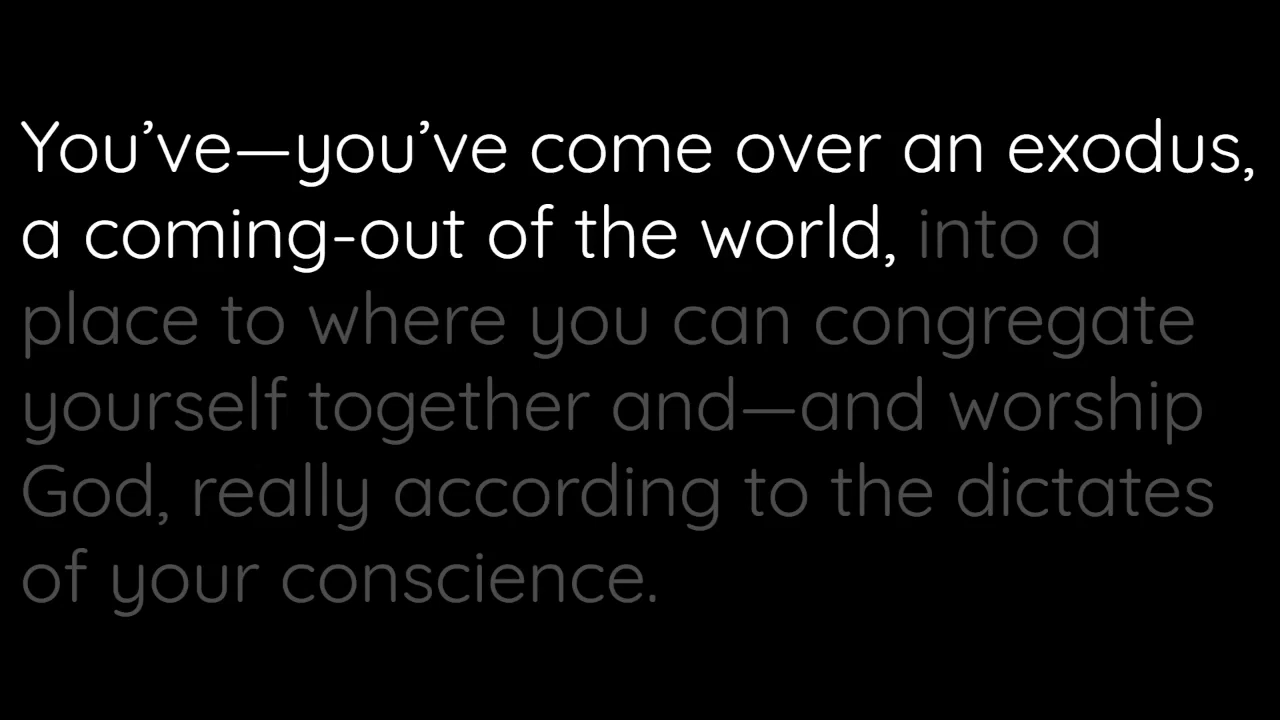 You’ve—you’ve come over an exodus,
a coming-out of the world, into a
place to where you can congregate
yourself together and—and worship
God, really according to the dictates
of your conscience.